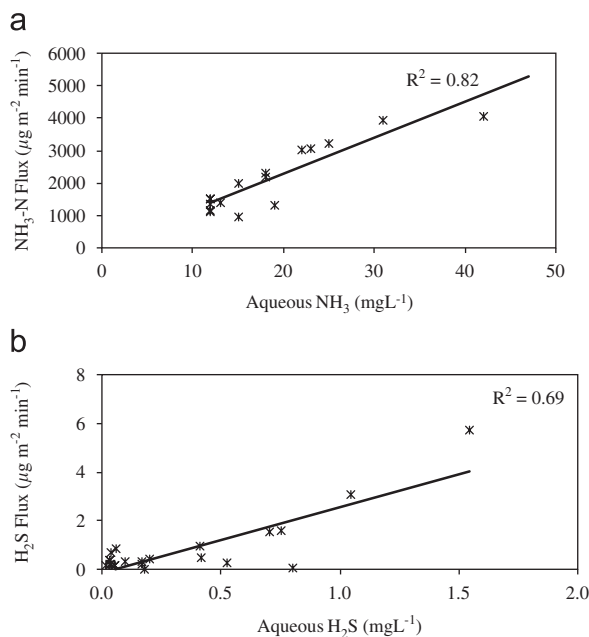 a
6000
5000
4000
3000
2000
1000
0
NH₃-N Flux (µg m⁻² min⁻¹)
R² = 0.82
0 10 20 30 40 50
Aqueous NH₃ (mgL⁻¹)
b
8
6
4
2
0
H₂S Flux (µg m⁻² min⁻¹)
R² = 0.69
0.0 0.5 1.0 1.5 2.0
Aqueous H₂S (mgL⁻¹)